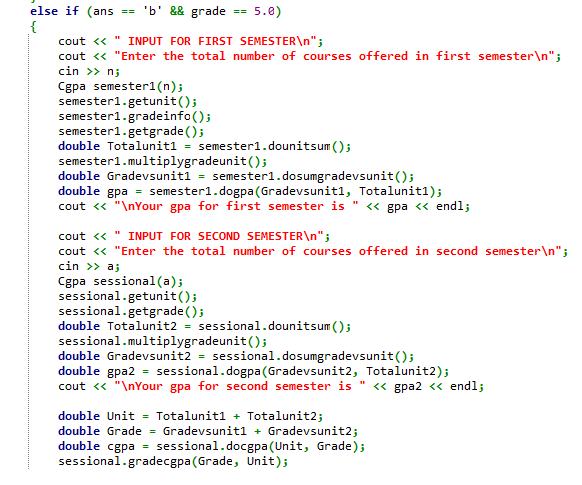 else if (ans == 'b' && grade == 5.0)
{
cout << " INPUT FOR FIRST SEMESTER\n";
cout << "Enter the total number of courses offered in first semester\n";
cin >> n;
Cgpa semester1(n);
semester1.getunit();
semester1.gradeinfo();
semester1.getgrade();
double Totalunit1 = semester1.dounitsum();
semester1.multiplygradeunit();
double Gradevsunit1 = semester1.dosumgradevsunit();
double gpa = semester1.dogpa(Gradevsunit1, Totalunit1);
cout << "\nYour gpa for first semester is " << gpa << endl;
cout << " INPUT FOR SECOND SEMESTER\n";
cout << "Enter the total number of courses offered in second semester\n";
cin >> a;
Cgpa sessional(a);
sessional.getunit();
sessional.getgrade();
double Totalunit2 = sessional.dounitsum();
sessional.multiplygradeunit();
double Gradevsunit2 = sessional.dosumgradevsunit();
double gpa2 = sessional.dogpa(Gradevsunit2, Totalunit2);
cout << "\nYour gpa for second semester is " << gpa2 << endl;
double Unit = Totalunit1 + Totalunit2;
double Grade = Gradevsunit1 + Gradevsunit2;
double cgpa = sessional.docgpa(Unit, Grade);
sessional.gradecgpa(Grade, Unit);